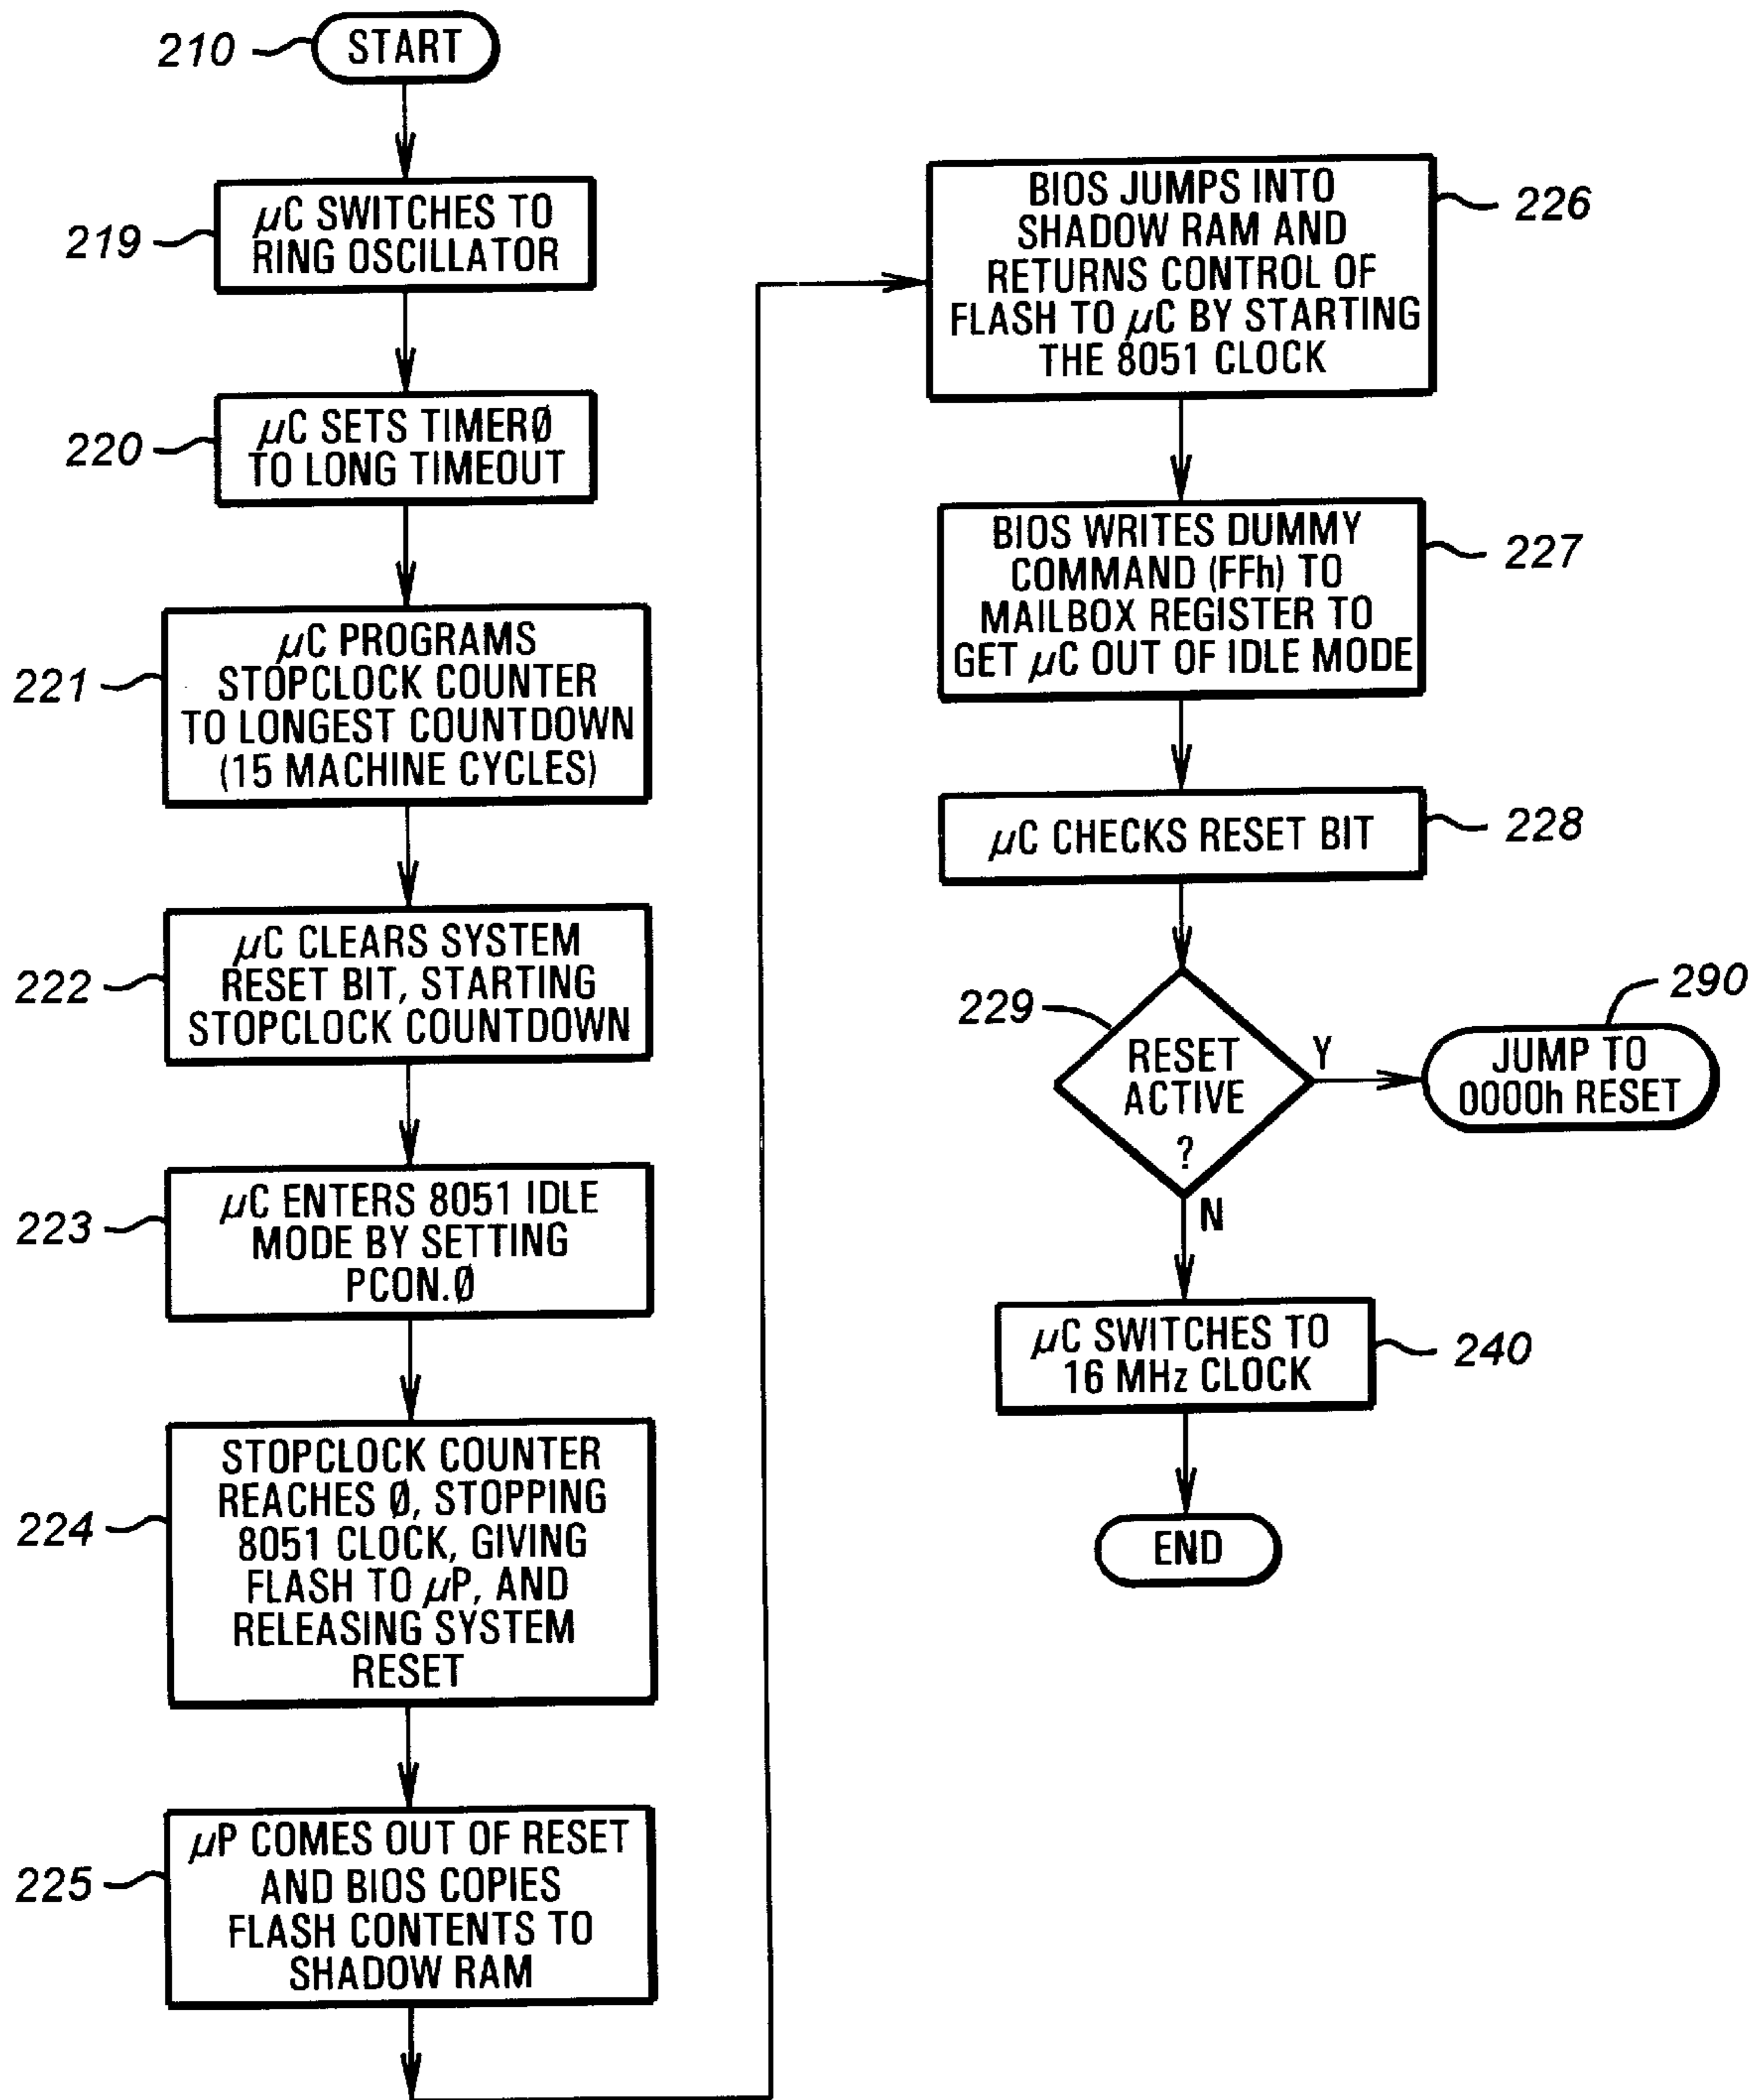 210
START
219
µC SWITCHES TO
RING OSCILLATOR
220
µC SETS TIMERØ
TO LONG TIMEOUT
221
µC PROGRAMS
STOPCLOCK COUNTER
TO LONGEST COUNTDOWN
(15 MACHINE CYCLES)
222
µC CLEARS SYSTEM
RESET BIT, STARTING
STOPCLOCK COUNTDOWN
223
µC ENTERS 8051 IDLE
MODE BY SETTING
PCON.Ø
224
STOPCLOCK COUNTER
REACHES Ø, STOPPING
8051 CLOCK, GIVING
FLASH TO µP, AND
RELEASING SYSTEM
RESET
225
µP COMES OUT OF RESET
AND BIOS COPIES
FLASH CONTENTS TO
SHADOW RAM
BIOS JUMPS INTO
SHADOW RAM AND
RETURNS CONTROL OF
FLASH TO µC BY STARTING
THE 8051 CLOCK
226
BIOS WRITES DUMMY
COMMAND (FFh) TO
MAILBOX REGISTER TO
GET µC OUT OF IDLE MODE
227
µC CHECKS RESET BIT
228
229
RESET
ACTIVE
?
Y
290
JUMP TO
0000h RESET
N
µC SWITCHES TO
16 MHz CLOCK
240
END